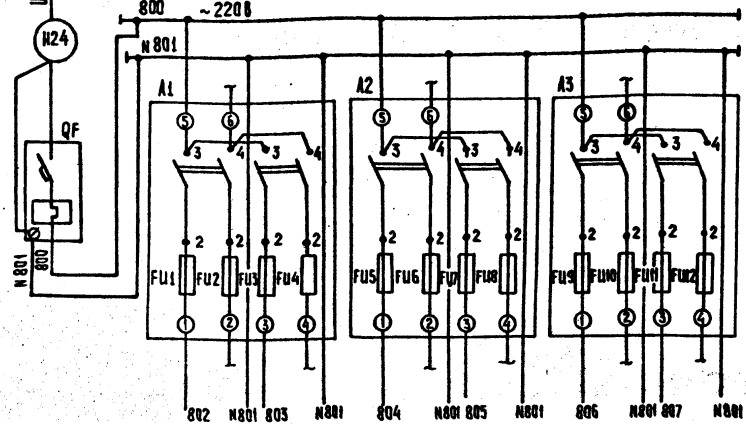 800 ~220В
N24
N801
QF
A1 A2 A3
5 6 5 6 5 6
3 4 3 4 3 4 3 4 3 4 3 4
2 2 2 2 2 2 2 2 2 2 2 2
N801 800
FU1 FU2 FU3 FU4 FU5 FU6 FU7 FU8 FU9 FU10 FU11 FU12
1 2 3 4 1 2 3 4 1 2 3 4
802 N801 803 N801 804 N801 805 N801 806 N801 807 N801